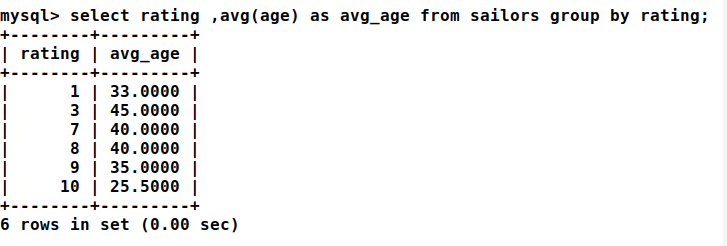 mysql> select rating ,avg(age) as avg_age from sailors group by rating;
+--------+---------+
| rating | avg_age |
+--------+---------+
|      1 | 33.0000 |
|      3 | 45.0000 |
|      7 | 40.0000 |
|      8 | 40.0000 |
|      9 | 35.0000 |
|     10 | 25.5000 |
+--------+---------+
6 rows in set (0.00 sec)